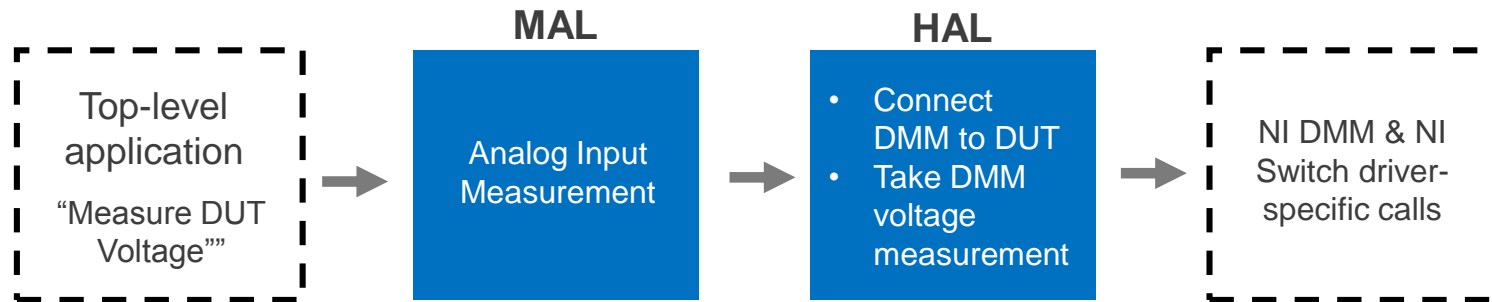 MAL
HAL
Top-level
application
“Measure DUT
Voltage””
Analog Input
Measurement
• Connect
DMM to DUT
• Take DMM
voltage
measurement
NI DMM & NI
Switch driver-
specific calls